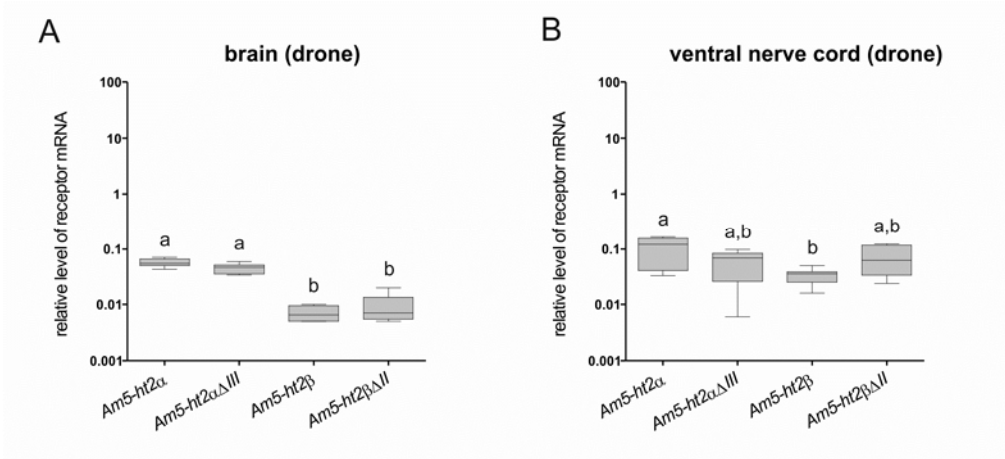 A
brain (drone)
relative level of receptor mRNA
100
10
1
0.1
0.01
0.001
a
a
b
b
Am5-ht2α
Am5-ht2αΔIII
Am5-ht2β
Am5-ht2βΔII
B
ventral nerve cord (drone)
relative level of receptor mRNA
100
10
1
0.1
0.01
0.001
a
a,b
b
a,b
Am5-ht2α
Am5-ht2αΔIII
Am5-ht2β
Am5-ht2βΔII